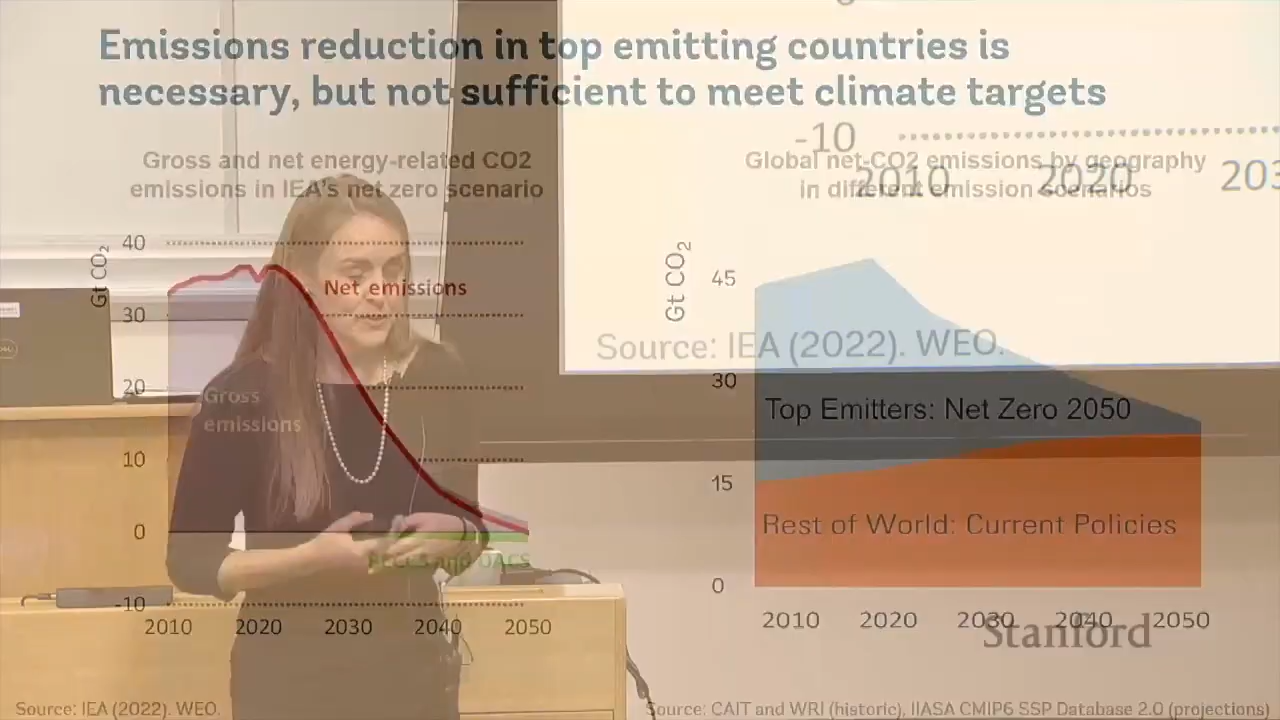 Emissions reduction in top emitting countries is
necessary, but not sufficient to meet climate targets
Gross and net energy-related CO2
emissions in IEA's net zero scenario
Gt CO₂
40
30
20
10
0
-10
Net emissions
Gross
emissions
BECCS and DACS
2010 2020 2030 2040 2050
Source: IEA (2022). WEO.
-10
2010 2020
Source: IEA (2022). WEO.
Global net-CO2 emissions by geography
in different emission scenarios
Gt CO₂
45
30
15
0
Top Emitters: Net Zero 2050
Rest of World: Current Policies
2010 2020 2030 2040 2050
Stanford
Source: CAIT and WRI (historic), IIASA CMIP6 SSP Database 2.0 (projections)